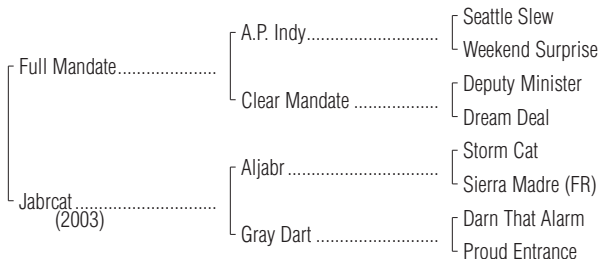 Seattle Slew
A.P. Indy
Weekend Surprise
Full Mandate
Deputy Minister
Clear Mandate
Dream Deal
Storm Cat
Aljabr
Sierra Madre (FR)
Jabrcat
(2003)
Darn That Alarm
Gray Dart
Proud Entrance